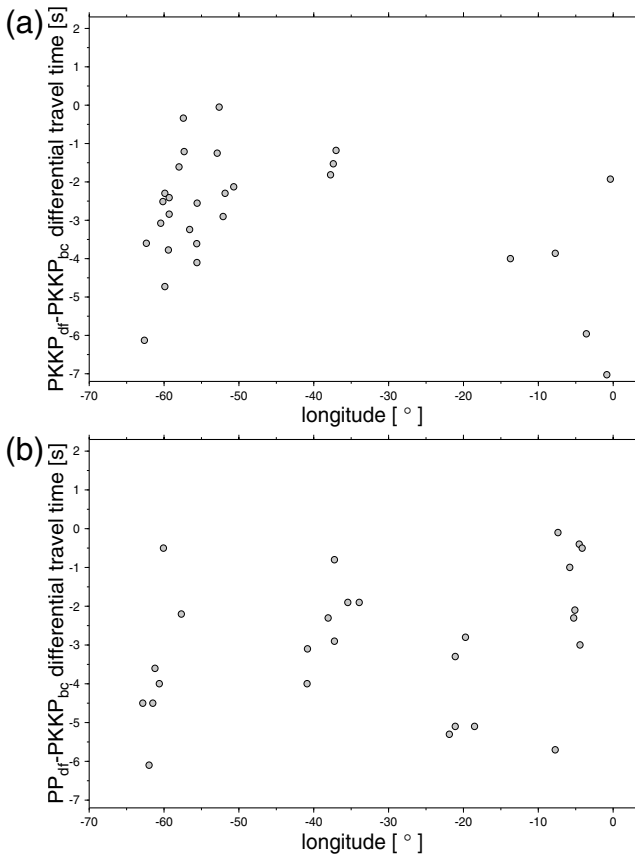 (a)
PKKPdf-PKKPbc differential travel time [s]
2
1
0
-1
-2
-3
-4
-5
-6
-7
-70 -60 -50 -40 -30 -20 -10 0
longitude [ ° ]
(b)
PPdf-PKKPbc differential travel time [s]
2
1
0
-1
-2
-3
-4
-5
-6
-7
-70 -60 -50 -40 -30 -20 -10 0
longitude [ ° ]